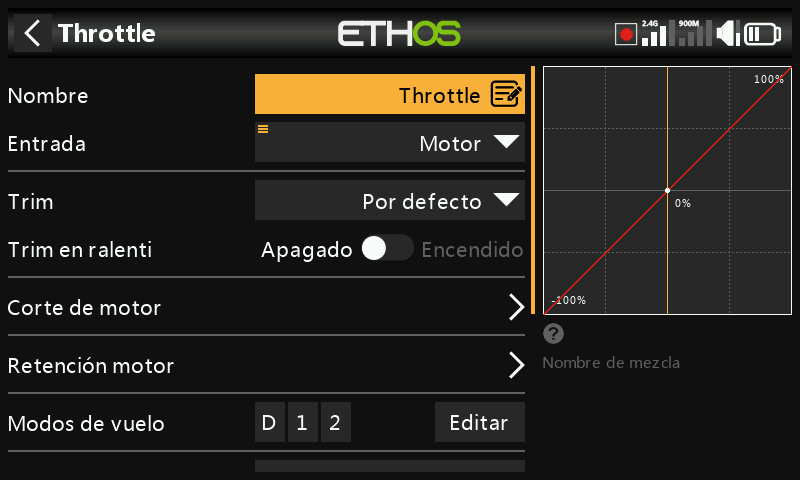 Throttle
ETHOS
2.4G
900M
Nombre
Throttle
Entrada
Motor
Trim
Por defecto
Trim en ralenti
Apagado
Encendido
Corte de motor
Retención motor
Modos de vuelo
D 1 2
Editar
100%
0%
-100%
?
Nombre de mezcla